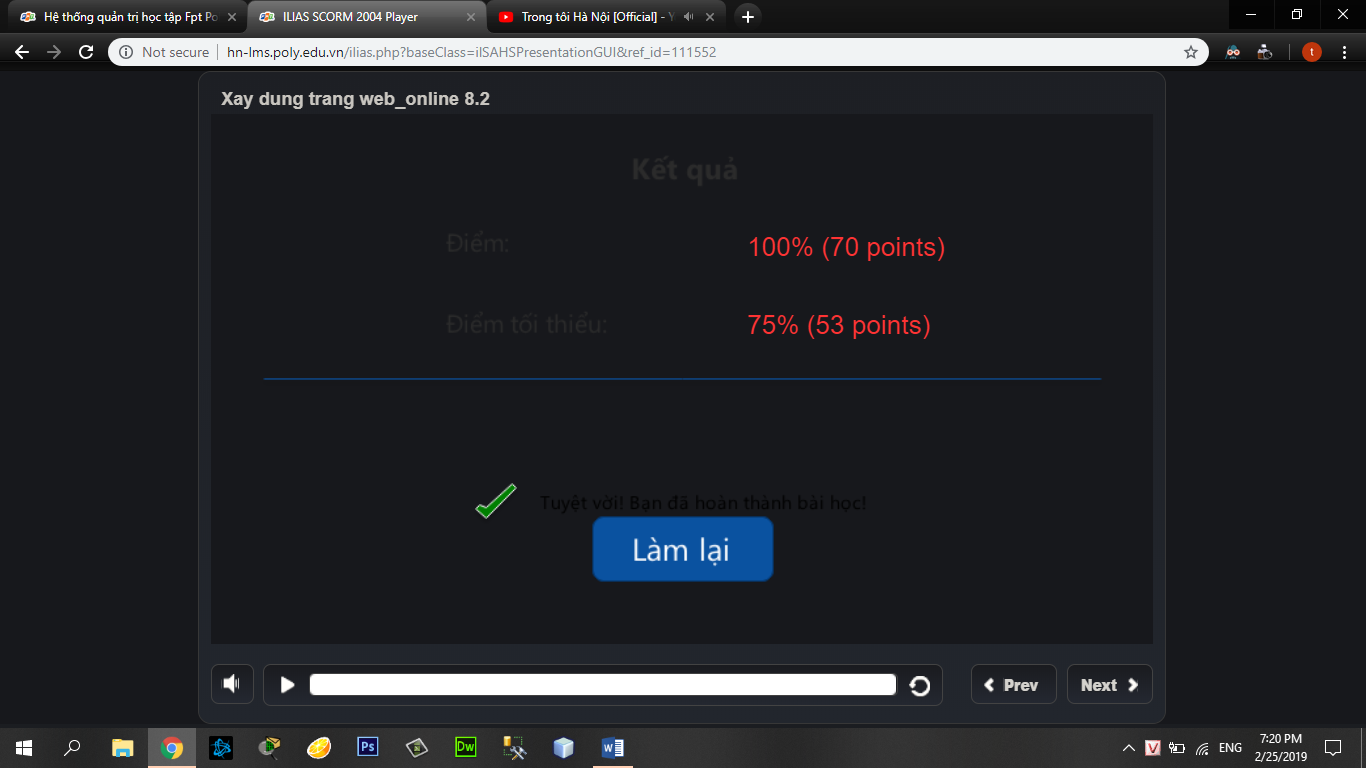 Hệ thống quản trị học tập Fpt Po
ILIAS SCORM 2004 Player
Trong tôi Hà Nội [Official] - Y
Not secure
hn-lms.poly.edu.vn/ilias.php?baseClass=ilSAHSPresentationGUI&ref_id=111552
t
Xay dung trang web_online 8.2
Kết quả
Điểm:
100% (70 points)
Điểm tối thiểu:
75% (53 points)
Tuyệt vời! Bạn đã hoàn thành bài học!
Làm lại
Prev
Next
Ps
Dw
V
ENG
7:20 PM
2/25/2019